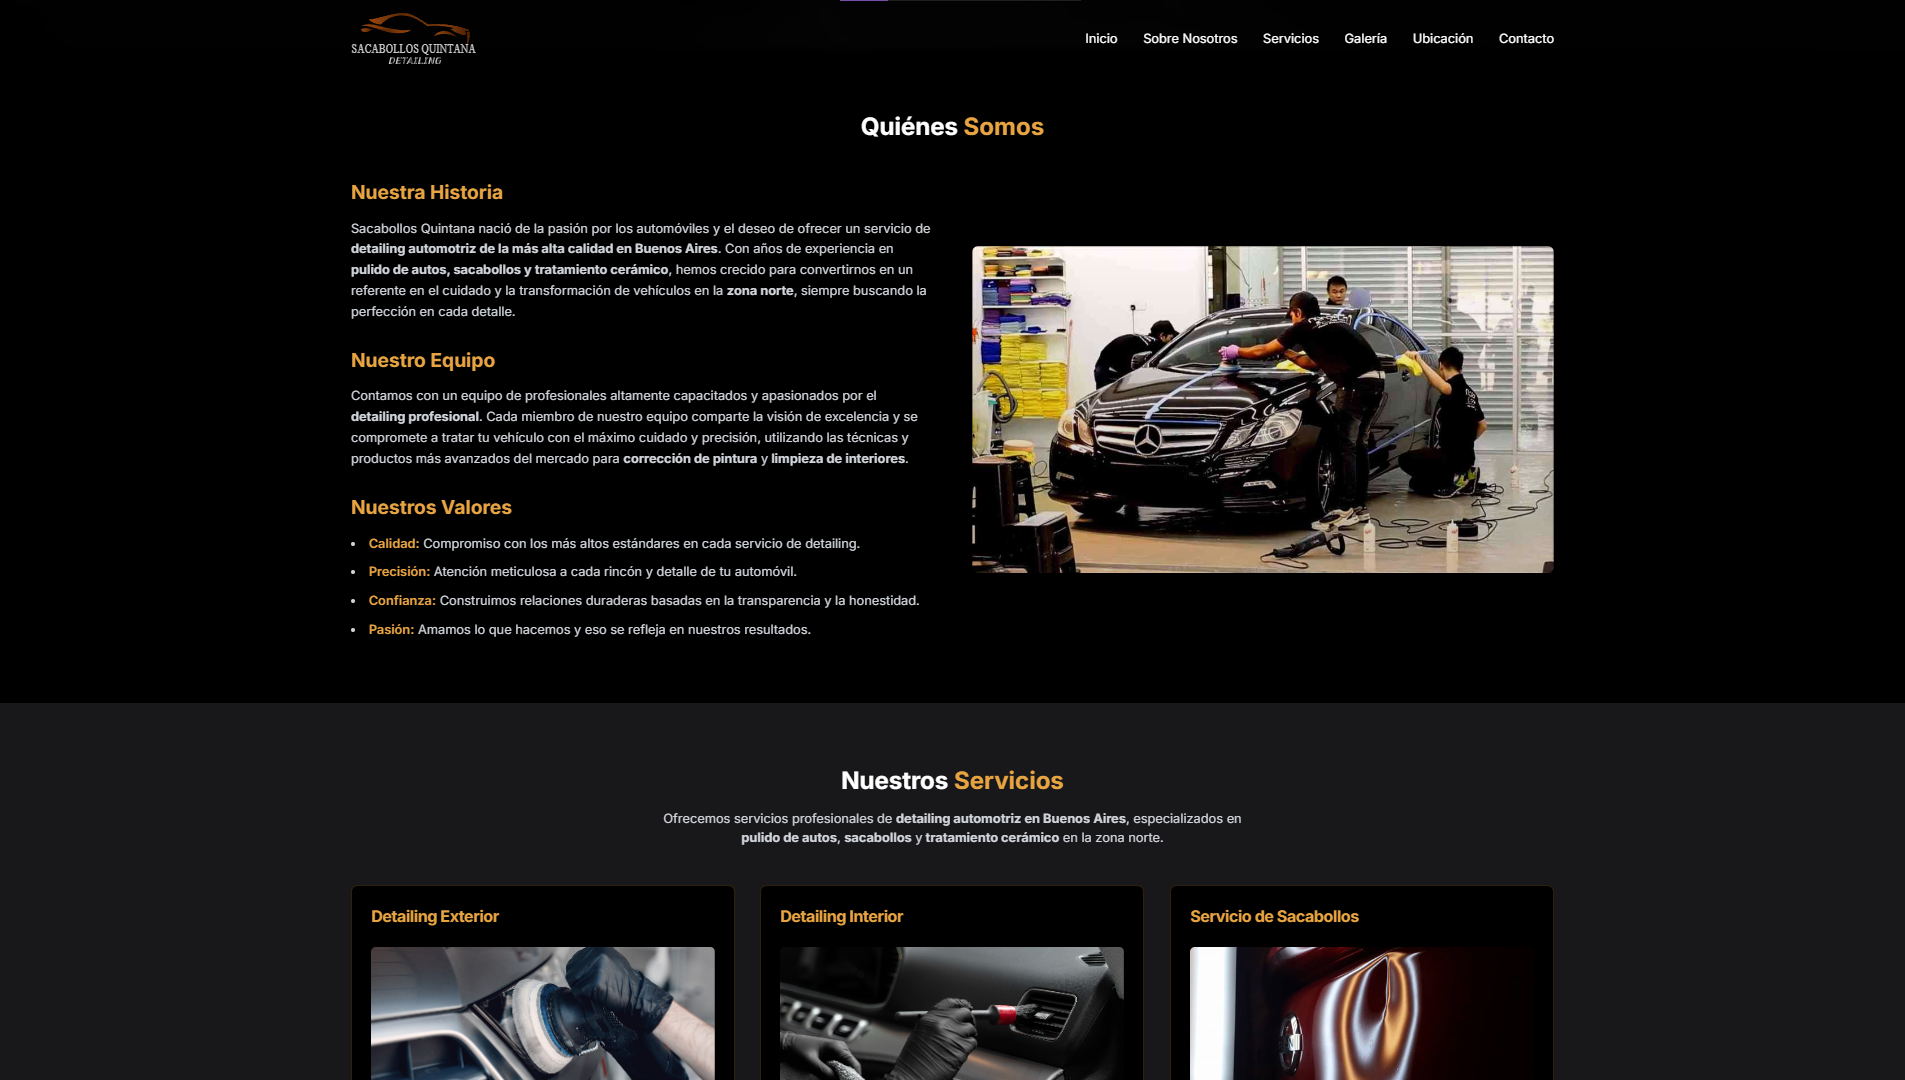 SACABOLLOS QUINTANA
DETAILING
Inicio Sobre Nosotros Servicios Galería Ubicación Contacto
Quiénes Somos
Nuestra Historia
Sacabollos Quintana nació de la pasión por los automóviles y el deseo de ofrecer un servicio de
detailing automotriz de la más alta calidad en Buenos Aires. Con años de experiencia en
pulido de autos, sacabollos y tratamiento cerámico, hemos crecido para convertirnos en un
referente en el cuidado y la transformación de vehículos en la zona norte, siempre buscando la
perfección en cada detalle.
Nuestro Equipo
Contamos con un equipo de profesionales altamente capacitados y apasionados por el
detailing profesional. Cada miembro de nuestro equipo comparte la visión de excelencia y se
compromete a tratar tu vehículo con el máximo cuidado y precisión, utilizando las técnicas y
productos más avanzados del mercado para corrección de pintura y limpieza de interiores.
Nuestros Valores
• Calidad: Compromiso con los más altos estándares en cada servicio de detailing.
• Precisión: Atención meticulosa a cada rincón y detalle de tu automóvil.
• Confianza: Construimos relaciones duraderas basadas en la transparencia y la honestidad.
• Pasión: Amamos lo que hacemos y eso se refleja en nuestros resultados.
Nuestros Servicios
Ofrecemos servicios profesionales de detailing automotriz en Buenos Aires, especializados en
pulido de autos, sacabollos y tratamiento cerámico en la zona norte.
Detailing Exterior
Detailing Interior
Servicio de Sacabollos